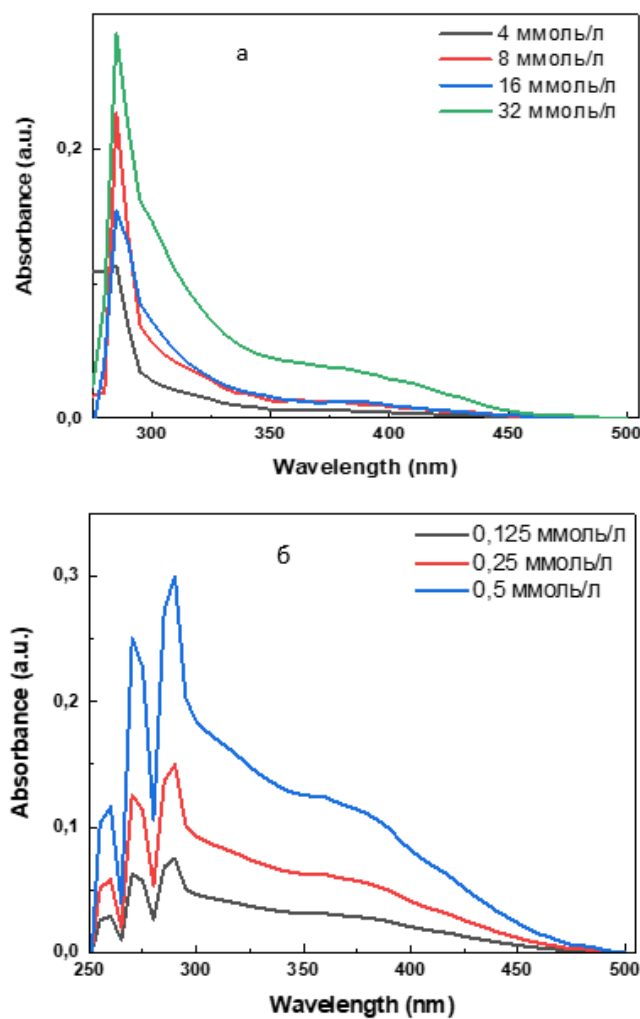 а
4 ммоль/л
8 ммоль/л
16 ммоль/л
32 ммоль/л
0,2
0,0
Absorbance (a.u.)
300 350 400 450 500
Wavelength (nm)
б
0,125 ммоль/л
0,25 ммоль/л
0,5 ммоль/л
0,3
0,2
0,1
0,0
Absorbance (a.u.)
250 300 350 400 450 500
Wavelength (nm)